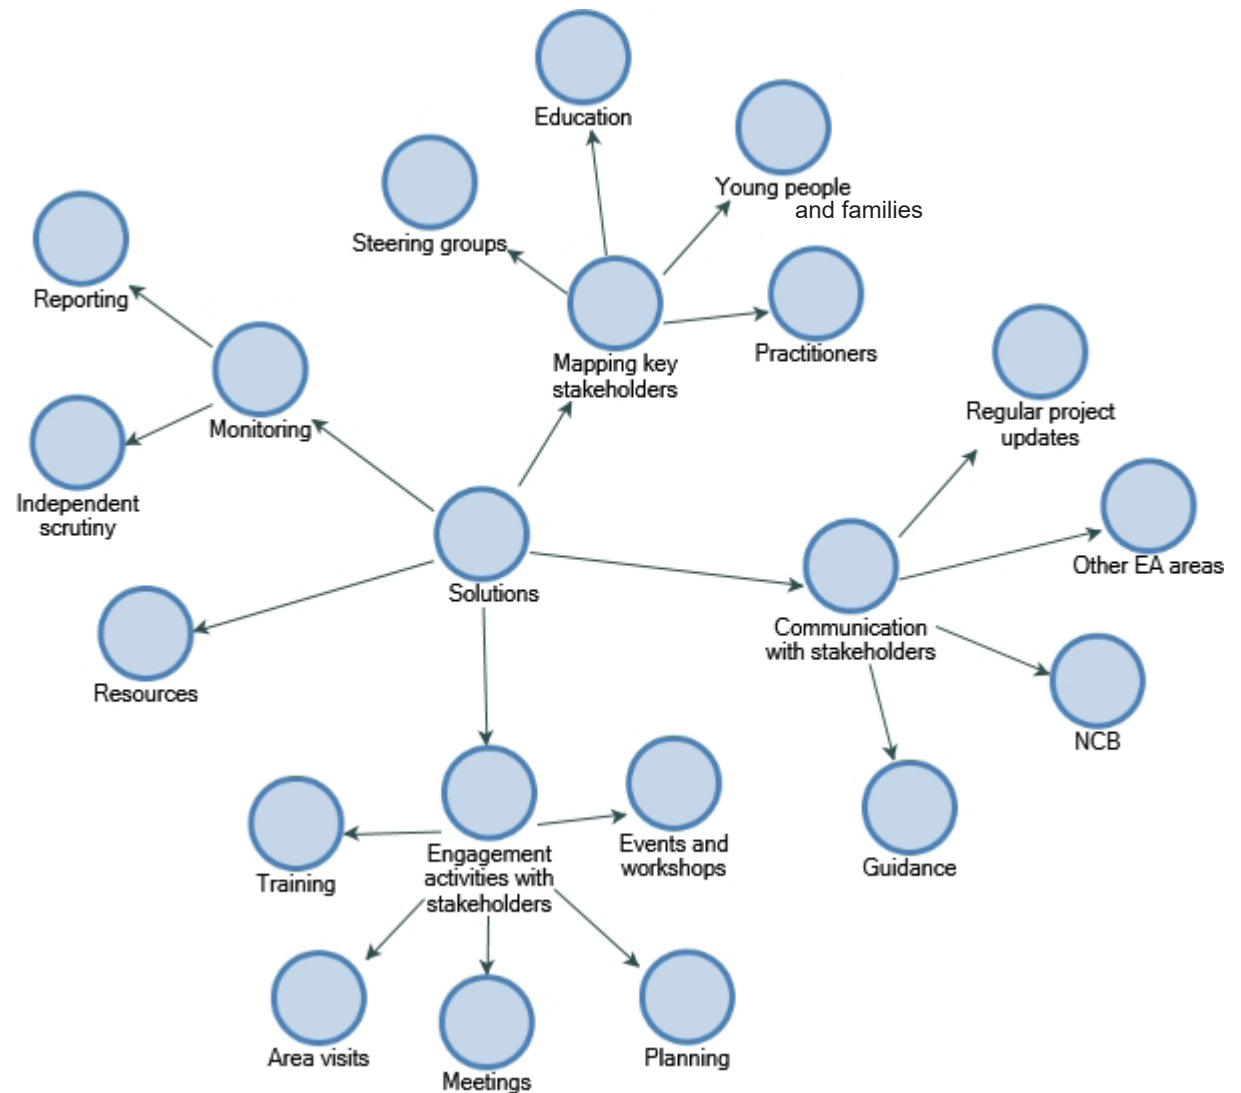 Education
Young people
and families
Steering groups
Reporting
Practitioners
Mapping key
stakeholders
Regular project
updates
Monitoring
Independent
scrutiny
Other EA areas
Solutions
Communication
with stakeholders
Resources
NCB
Events and
workshops
Engagement
activities with
stakeholders
Training
Guidance
Area visits
Meetings
Planning